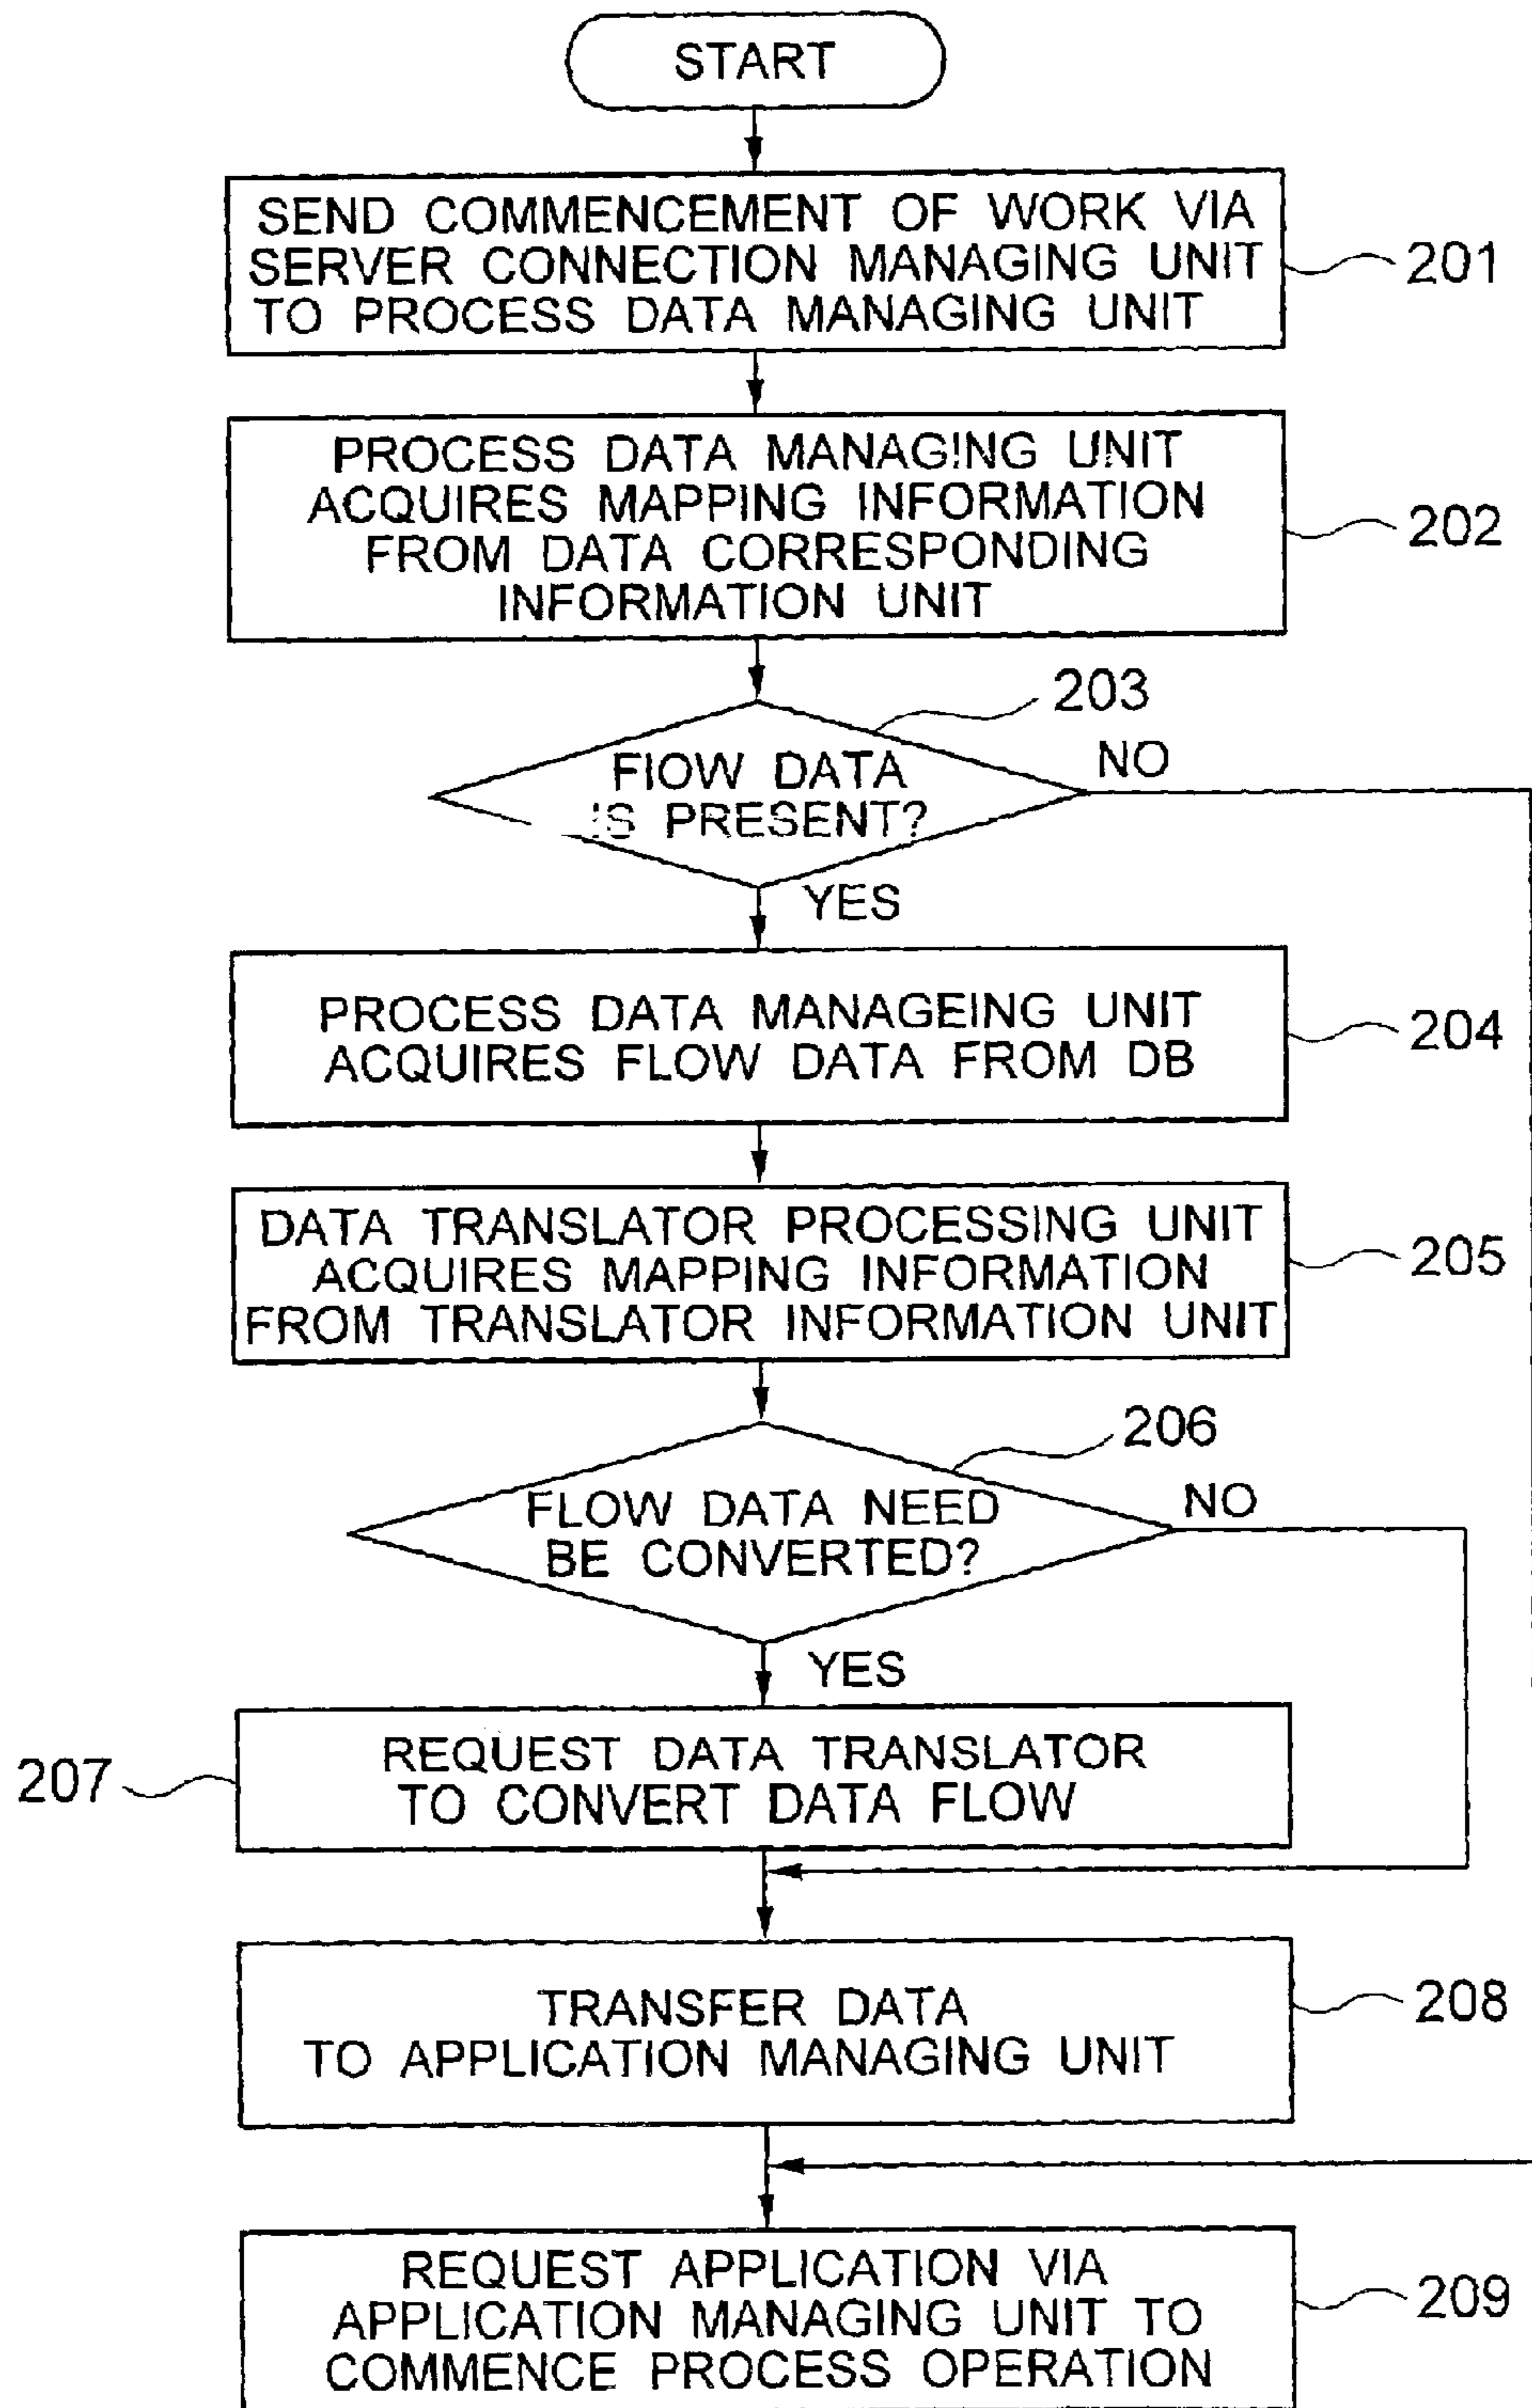 START
SEND COMMENCEMENT OF WORK VIA
SERVER CONNECTION MANAGING UNIT
TO PROCESS DATA MANAGING UNIT
201
PROCESS DATA MANAGING UNIT
ACQUIRES MAPPING INFORMATION
FROM DATA CORRESPONDING
INFORMATION UNIT
202
203
FIOW DATA
IS PRESENT?
NO
YES
PROCESS DATA MANAGEING UNIT
ACQUIRES FLOW DATA FROM DB
204
DATA TRANSLATOR PROCESSING UNIT
ACQUIRES MAPPING INFORMATION
FROM TRANSLATOR INFORMATION UNIT
205
206
FLOW DATA NEED
BE CONVERTED?
NO
YES
207
REQUEST DATA TRANSLATOR
TO CONVERT DATA FLOW
TRANSFER DATA
TO APPLICATION MANAGING UNIT
208
REQUEST APPLICATION VIA
APPLICATION MANAGING UNIT TO
COMMENCE PROCESS OPERATION
209